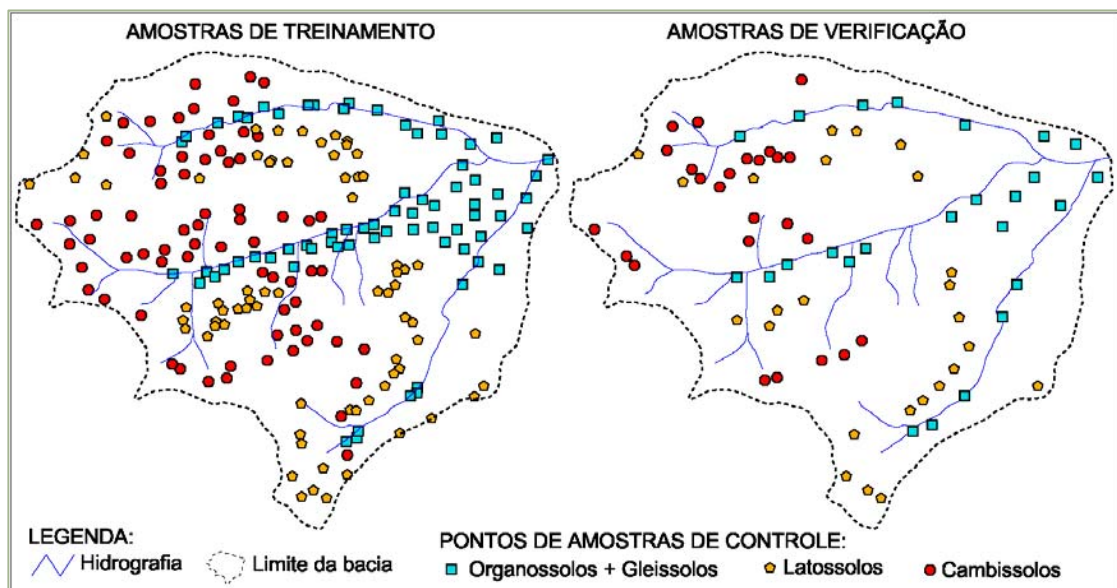 AMOSTRAS DE TREINAMENTO
AMOSTRAS DE VERIFICAÇÃO
LEGENDA:
Hidrografia
Limite da bacia
PONTOS DE AMOSTRAS DE CONTROLE:
Organossolos + Gleissolos
Latossolos
Cambissolos